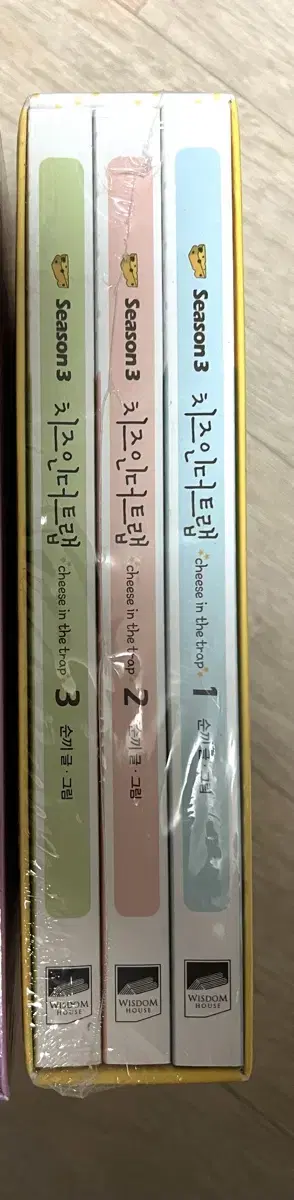 Season 3 치즈인더트랩 cheese in the trap 3 순끼 글·그림
WISDOM
HOUSE
Season 3 치즈인더트랩 cheese in the trap 2 순끼 글·그림
WISDOM
HOUSE
Season 3 치즈인더트랩 cheese in the trap 1 순끼 글·그림
WISDOM
HOUSE